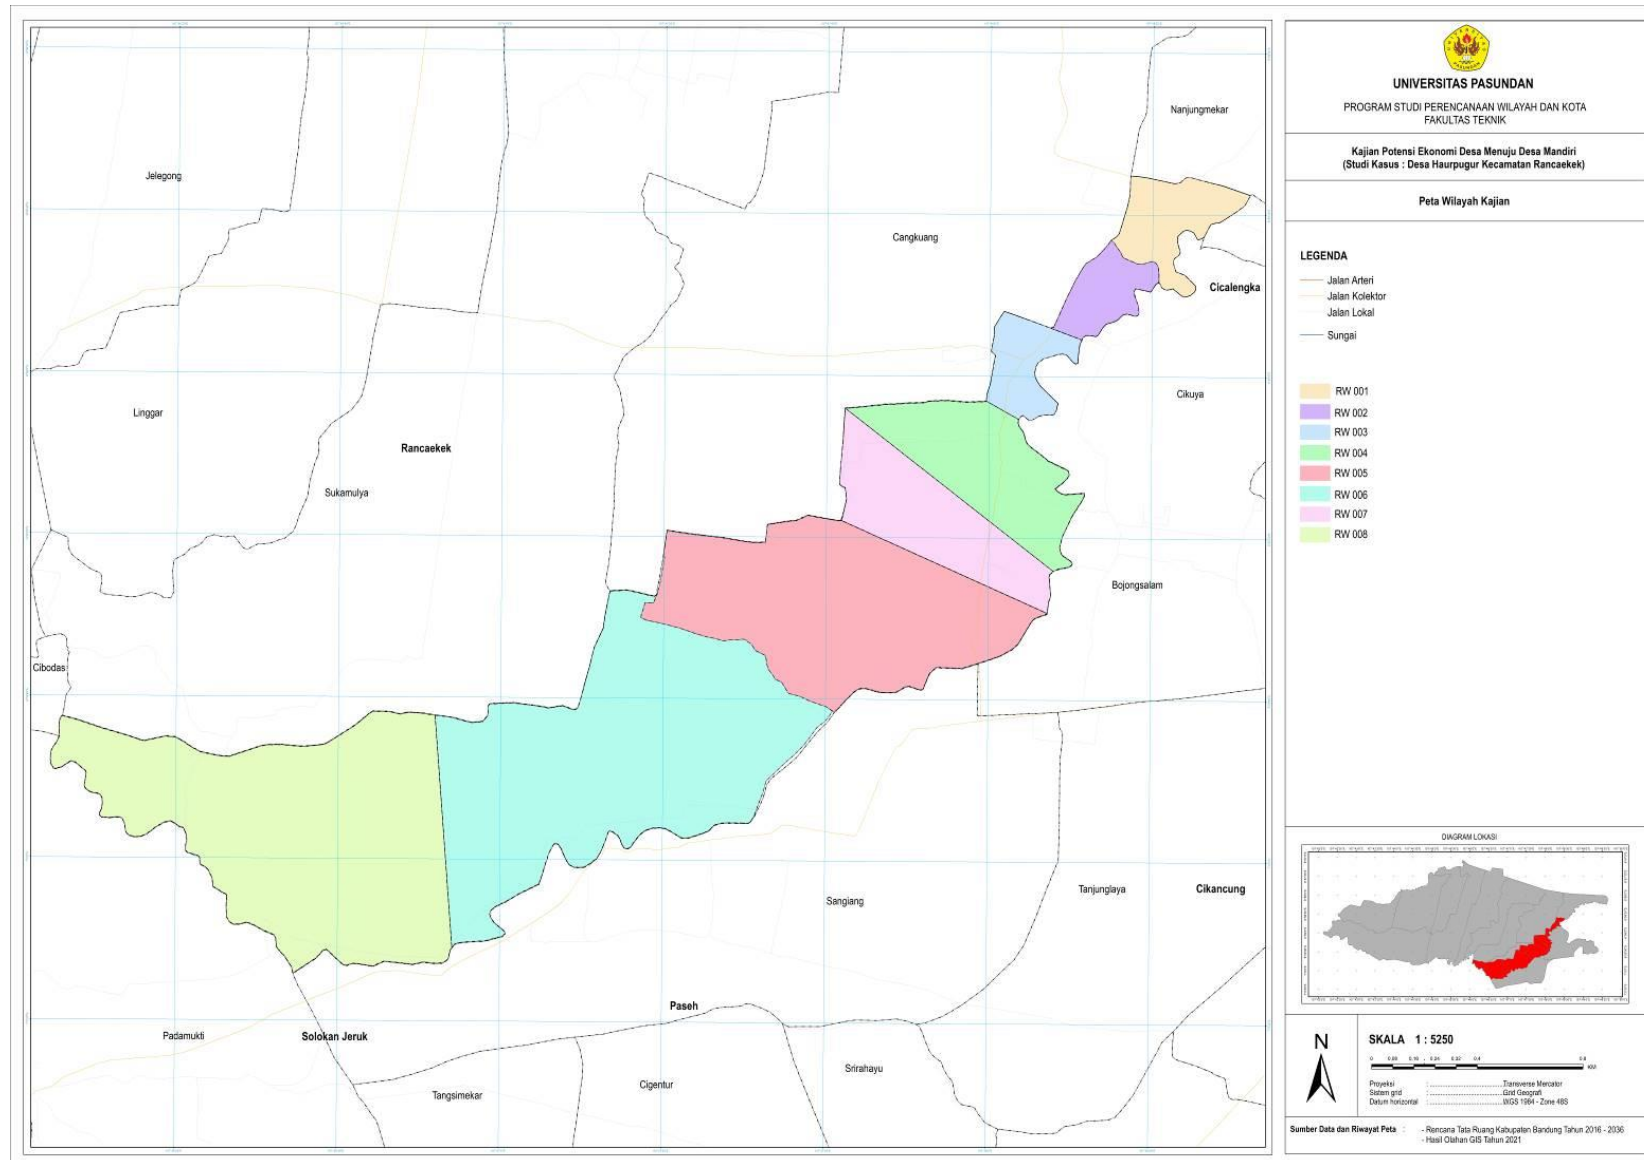 Nanjungmekar
Jelegong
Cangkuang
Cicalengka
Cikuya
Linggar
Rancaekek
Sukamulya
Bojongsalam
Cibodas
Sangiang
Tanjunglaya
Cikancung
Paseh
Padamukti
Solokan Jeruk
Srirahayu
Cigentur
Tangsimekar
UNIVERSITAS PASUNDAN
PROGRAM STUDI PERENCANAAN WILAYAH DAN KOTA
FAKULTAS TEKNIK
Kajian Potensi Ekonomi Desa Menuju Desa Mandiri
(Studi Kasus : Desa Haurpugur Kecamatan Rancaekek)
Peta Wilayah Kajian
LEGENDA
Jalan Arteri
Jalan Kolektor
Jalan Lokal
Sungai
RW 001
RW 002
RW 003
RW 004
RW 005
RW 006
RW 007
RW 008
DIAGRAM LOKASI
N
SKALA 1 : 5250
Proyeksi : Transverse Mercator
Sistem grid : Grid Geografi
Datum horizontal : WGS 1984 - Zone 48S
Sumber Data dan Riwayat Peta : - Rencana Tata Ruang Kabupaten Bandung Tahun 2016 - 2036
- Hasil Olahan GIS Tahun 2021